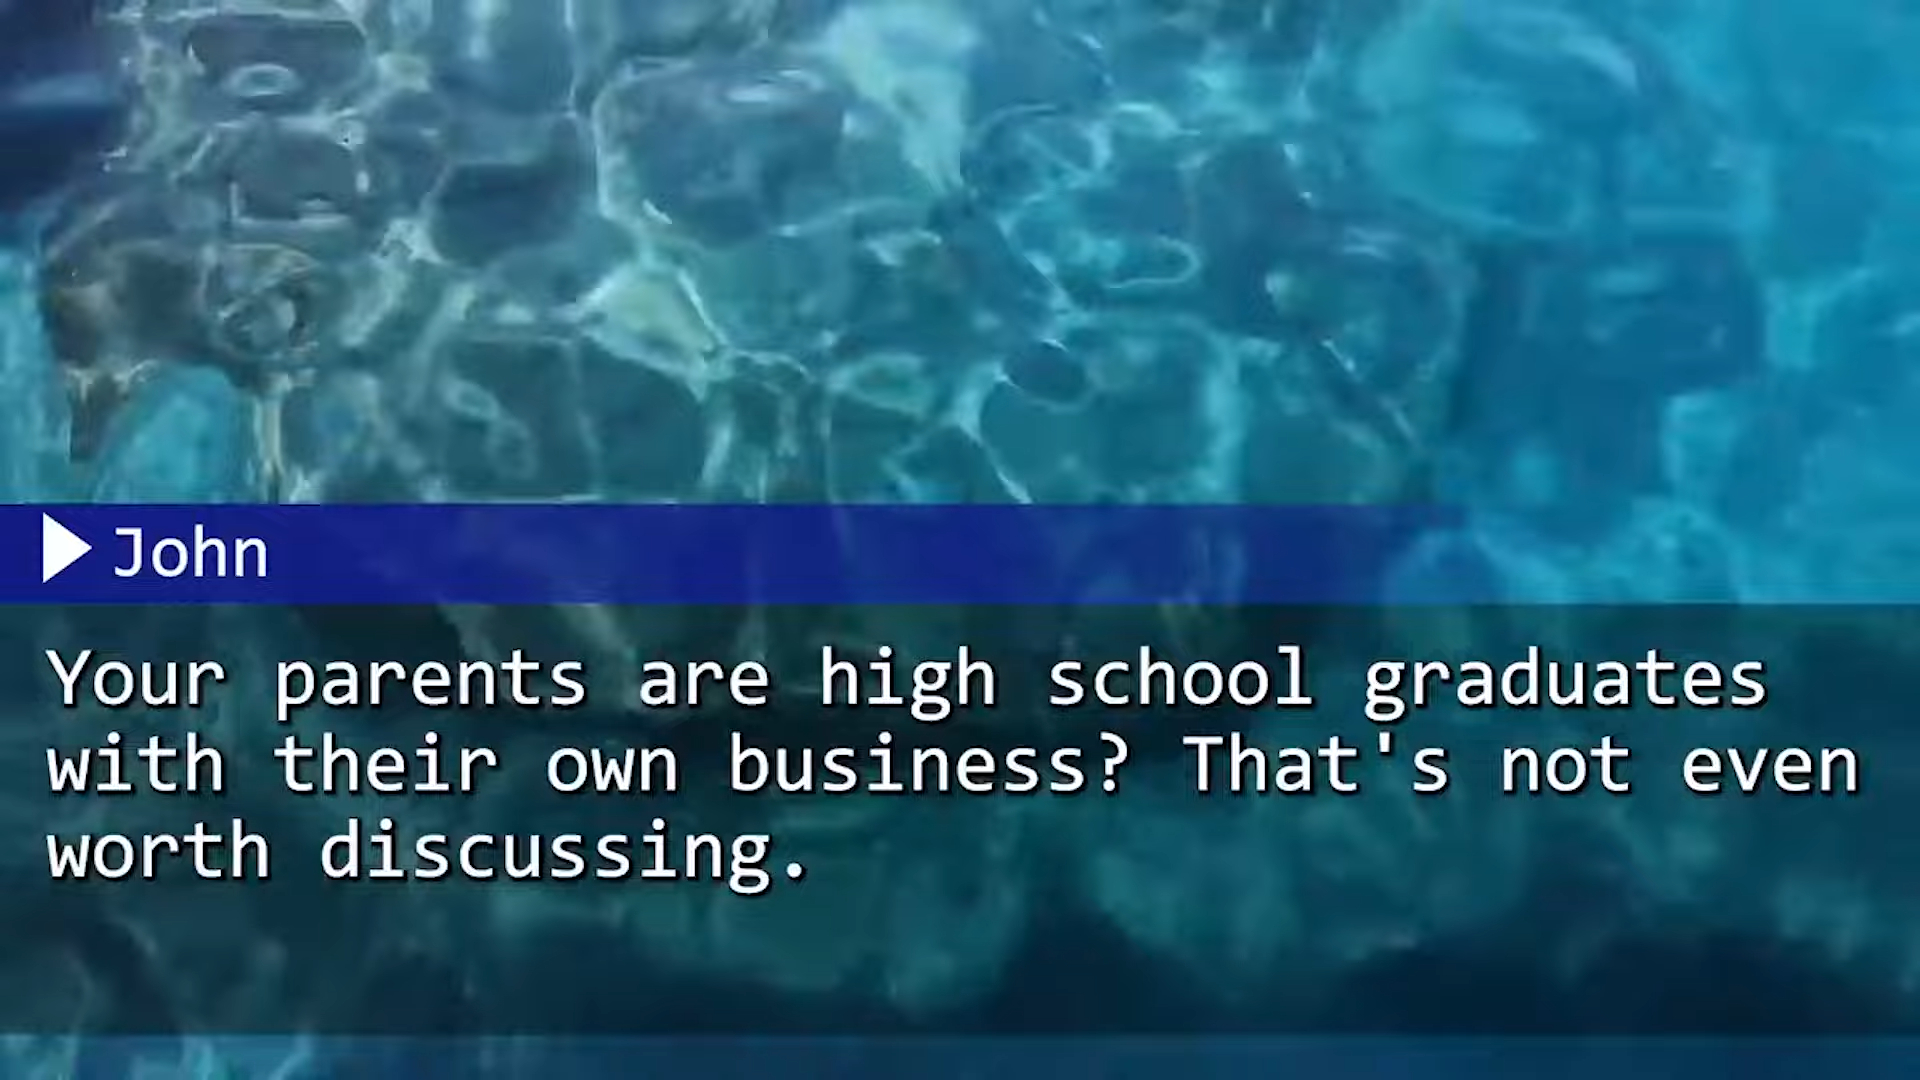 John
Your parents are high school graduates
with their own business? That's not even
worth discussing.